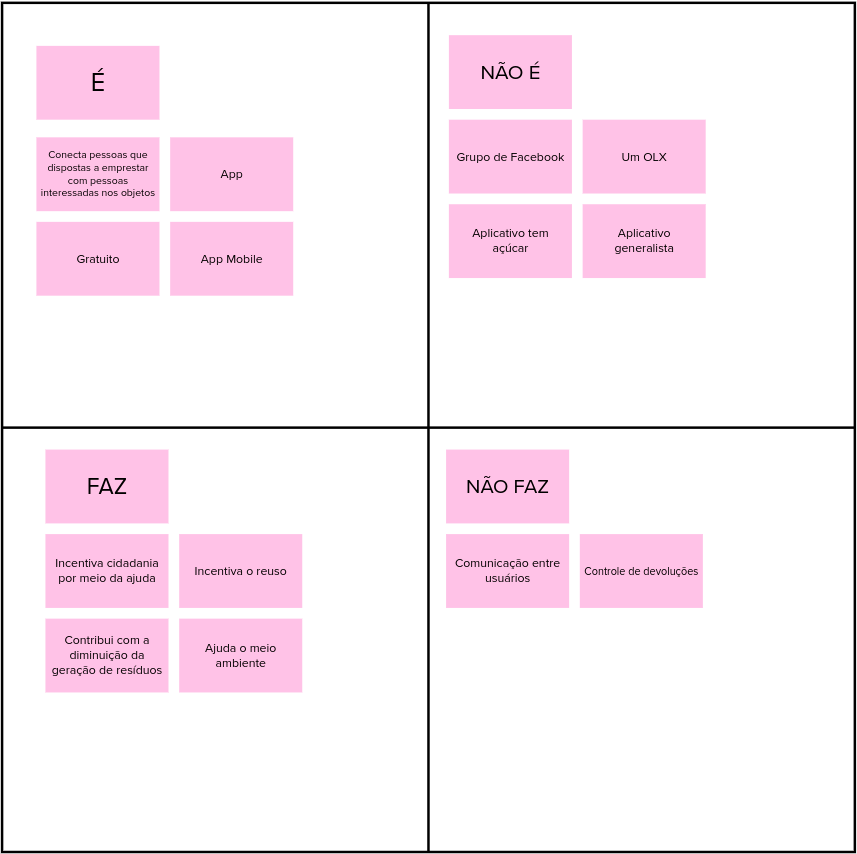 É
Conecta pessoas que
dispostas a emprestar
com pessoas
interessadas nos objetos
App
Gratuito
App Mobile
NÃO É
Grupo de Facebook
Um OLX
Aplicativo tem
açúcar
Aplicativo
generalista
FAZ
Incentiva cidadania
por meio da ajuda
Incentiva o reuso
Contribui com a
diminuição da
geração de resíduos
Ajuda o meio
ambiente
NÃO FAZ
Comunicação entre
usuários
Controle de devoluções